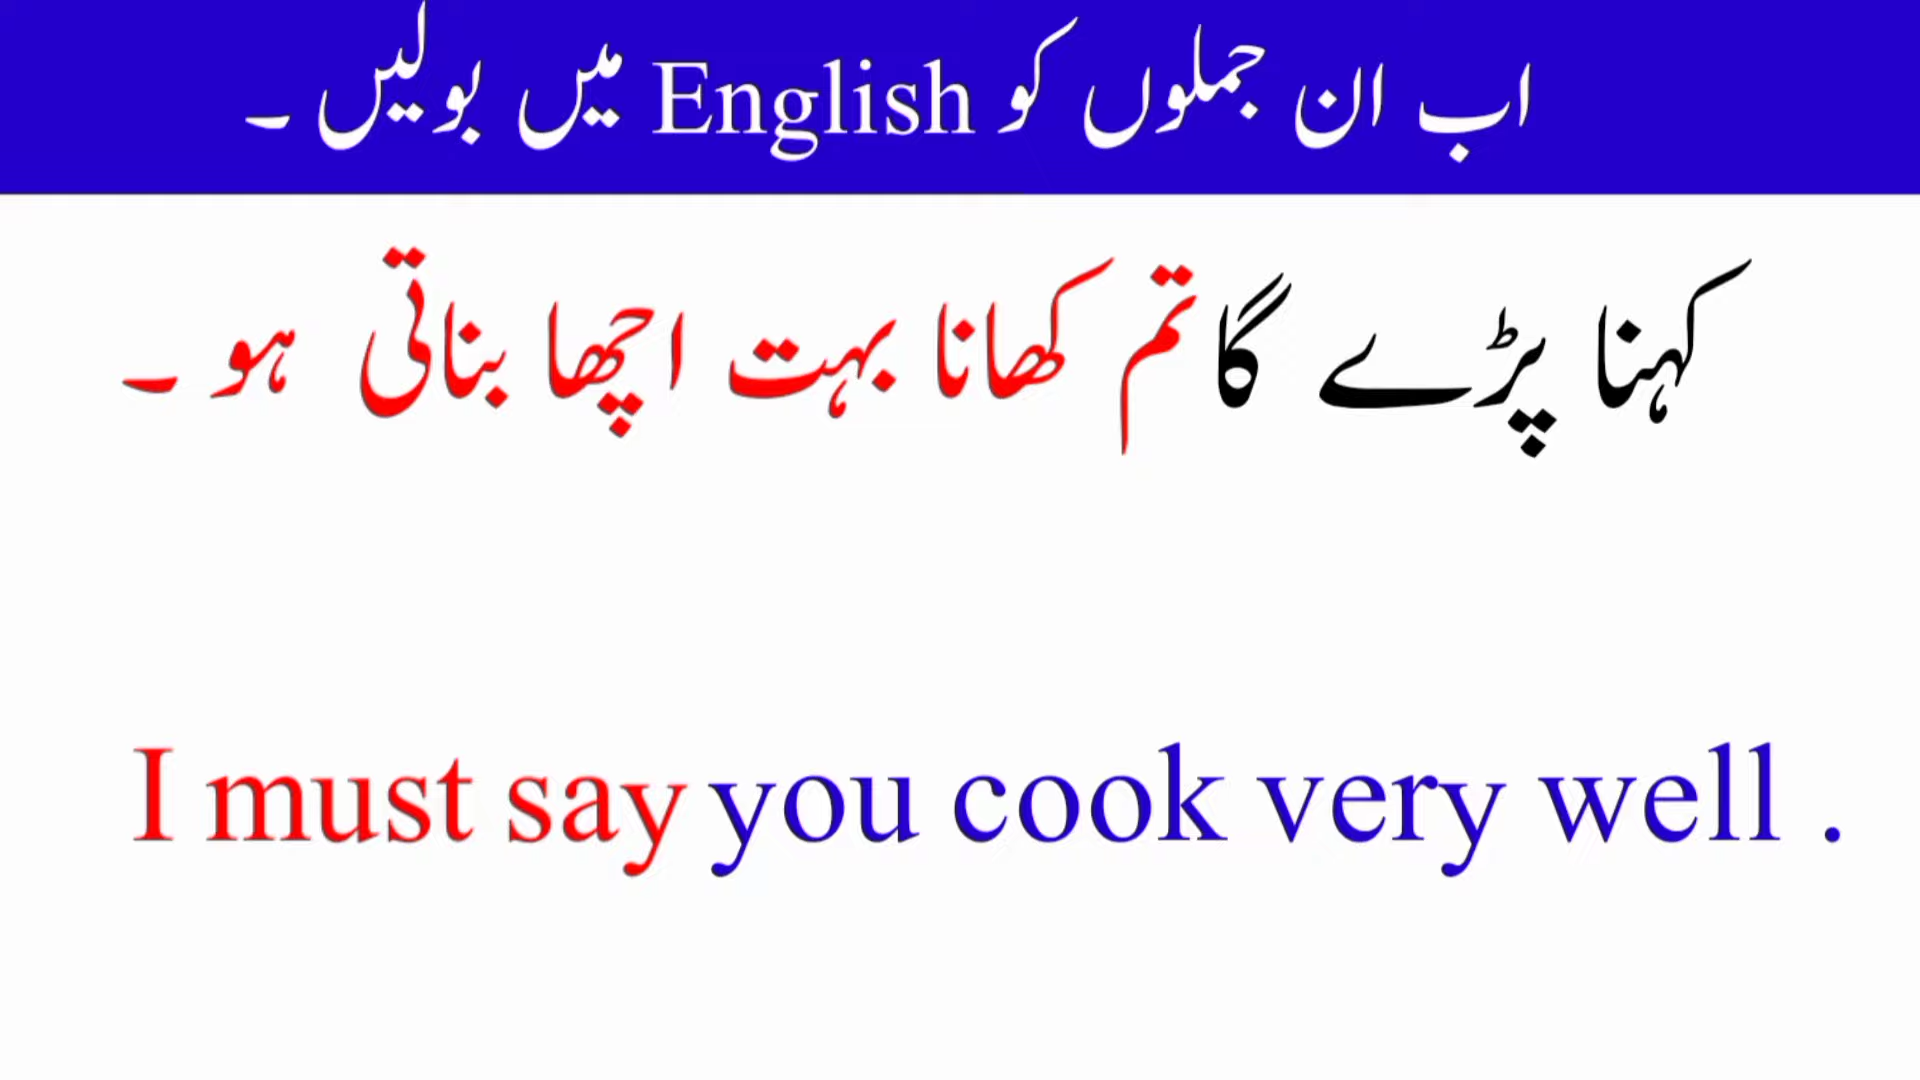 اب ان جملوں کو English میں بولیں ۔
کہنا پڑے گا تم کھانا بہت اچھا بناتی ہو ۔
I must say you cook very well .